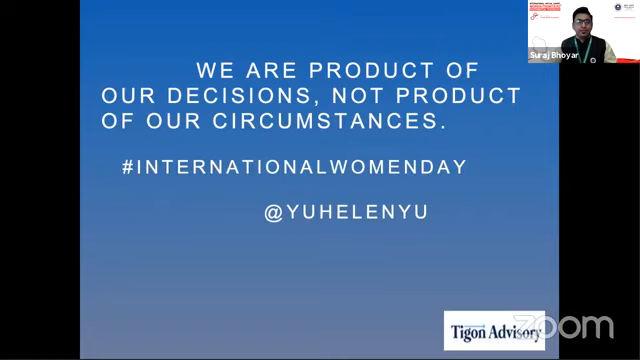 WE ARE PRODUCT OF
OUR DECISIONS, NOT PRODUCT
OF OUR CIRCUMSTANCES.
#INTERNATIONALWOMENDAY
@YUHELENYU
Tigon Advisory
zoom
Suraj Bhoyar